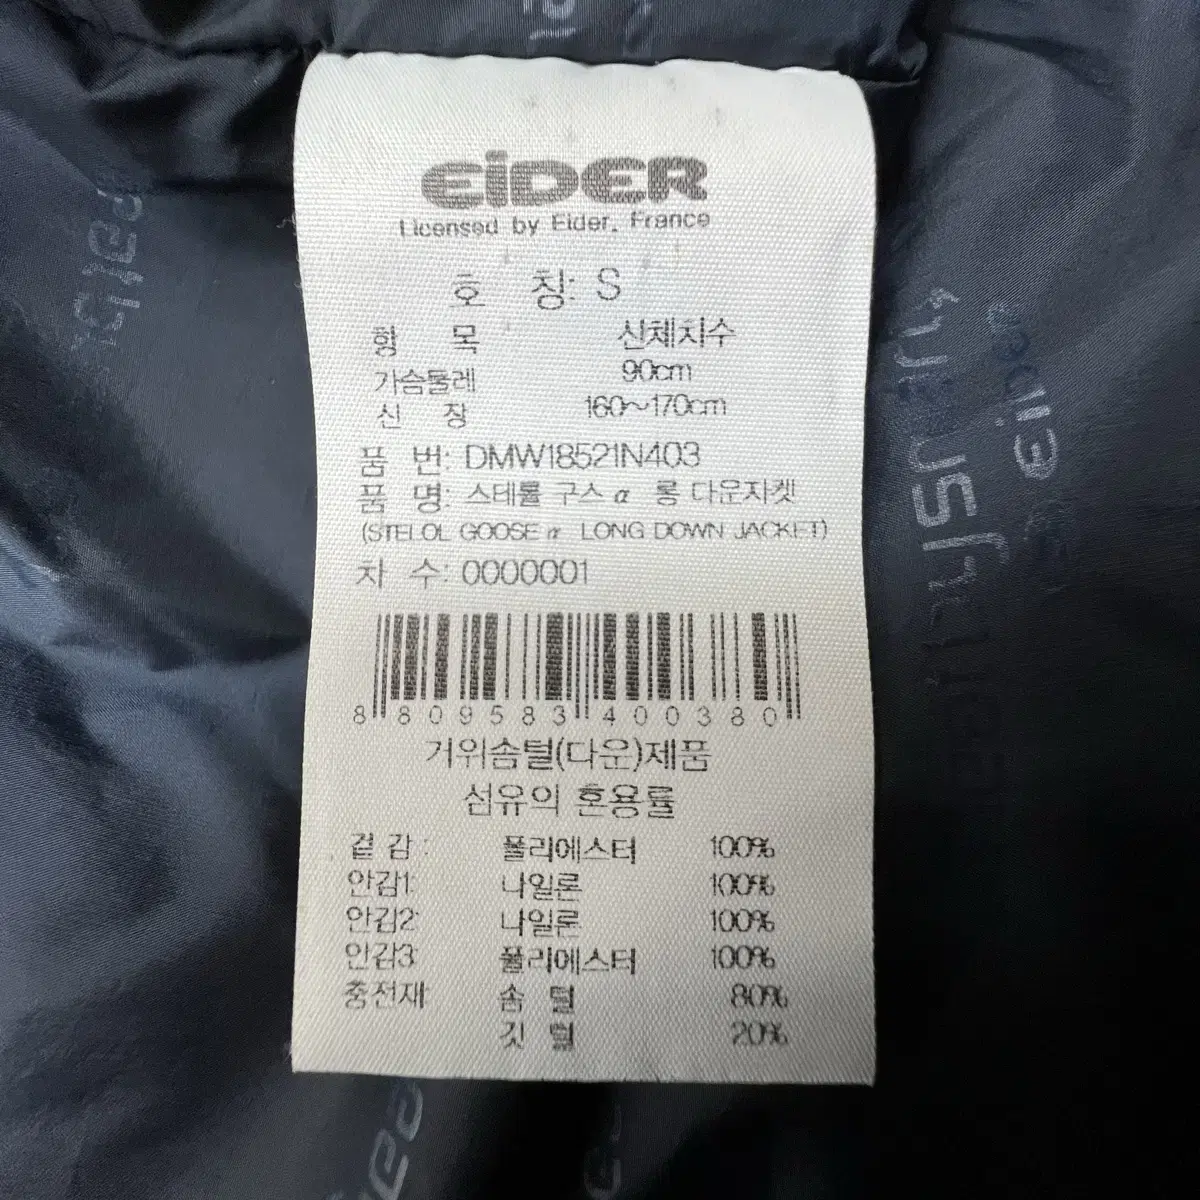 EiDER
Licensed by Eider, France
호 칭: S
항 목 신체치수
가슴둘레 90cm
신 장 160~170cm
품 번: DMW18521N403
품 명: 스테롤 구스 α 롱 다운자켓
(STELOL GOOSE α LONG DOWN JACKET)
차 수: 0000001
8 809583 400380
거위솜털(다운)제품
섬유의 혼용률
겉 감 : 폴리에스터 100%
안감1: 나일론 100%
안감2: 나일론 100%
안감3: 폴리에스터 100%
충전재: 솜 털 80%
깃 털 20%